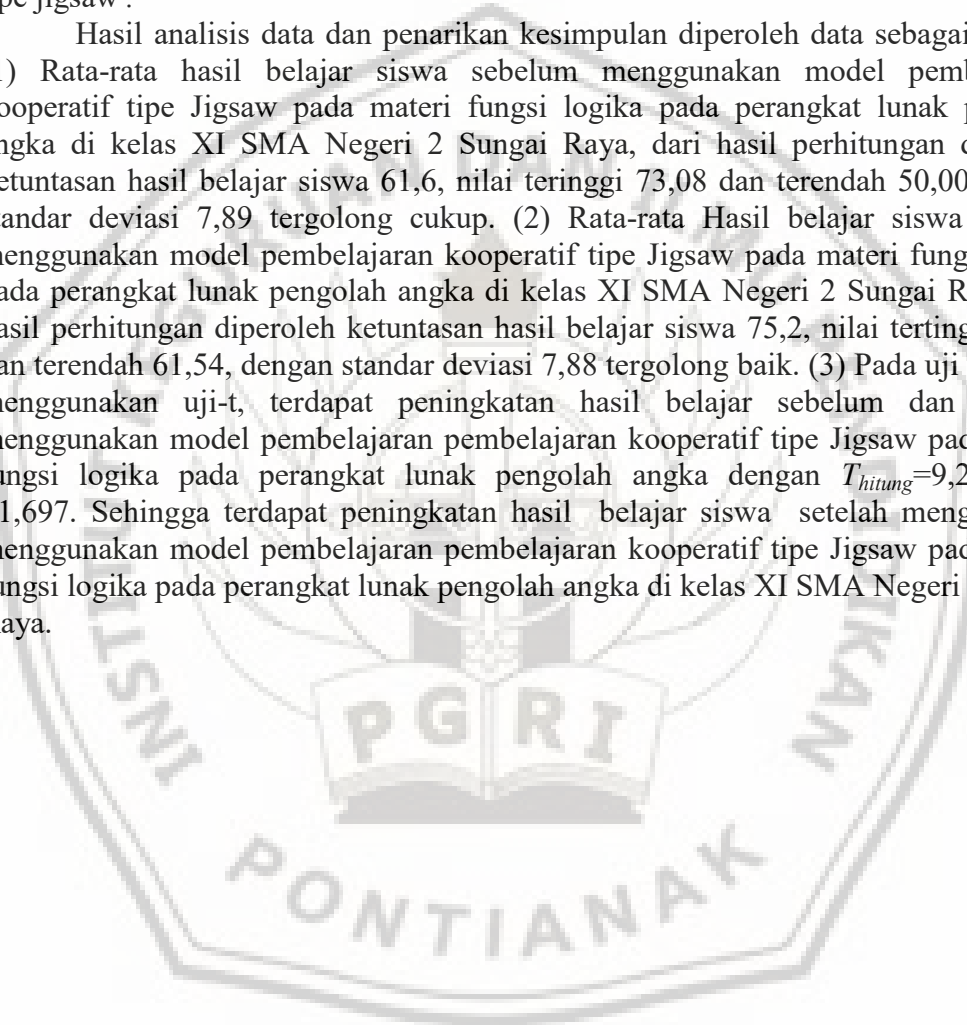 pe jigsaw .
Hasil analisis data dan penarikan kesimpulan diperoleh data sebagai
1) Rata-rata hasil belajar siswa sebelum menggunakan model pemb
ooperatif tipe Jigsaw pada materi fungsi logika pada perangkat lunak p
ngka di kelas XI SMA Negeri 2 Sungai Raya, dari hasil perhitungan d
etuntasan hasil belajar siswa 61,6, nilai teringgi 73,08 dan terendah 50,00
tandar deviasi 7,89 tergolong cukup. (2) Rata-rata Hasil belajar siswa
menggunakan model pembelajaran kooperatif tipe Jigsaw pada materi fung
ada perangkat lunak pengolah angka di kelas XI SMA Negeri 2 Sungai R
asil perhitungan diperoleh ketuntasan hasil belajar siswa 75,2, nilai terting
an terendah 61,54, dengan standar deviasi 7,88 tergolong baik. (3) Pada uji
menggunakan uji-t, terdapat peningkatan hasil belajar sebelum dan
menggunakan model pembelajaran pembelajaran kooperatif tipe Jigsaw pad
ungsi logika pada perangkat lunak pengolah angka dengan Thitung=9,2
1,697. Sehingga terdapat peningkatan hasil belajar siswa setelah meng
menggunakan model pembelajaran pembelajaran kooperatif tipe Jigsaw pad
ungsi logika pada perangkat lunak pengolah angka di kelas XI SMA Negeri
aya.
INSTITUT KEGURUAN DAN ILMU PENDIDIKAN
PGRI
PONTIANAK